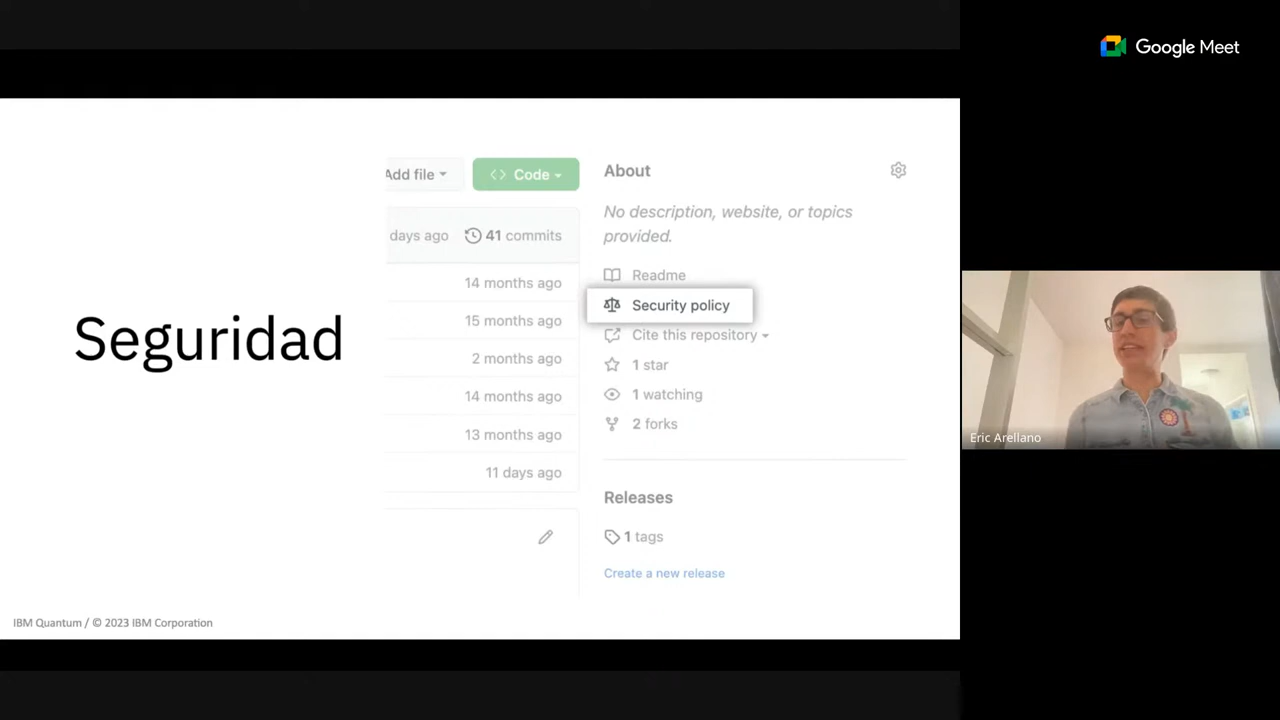 Google Meet
Seguridad
Add file
Code
days ago
41 commits
14 months ago
15 months ago
2 months ago
14 months ago
13 months ago
11 days ago
About
No description, website, or topics
provided.
Readme
Security policy
Cite this repository
1 star
1 watching
2 forks
Releases
1 tags
Create a new release
IBM Quantum / © 2023 IBM Corporation
Eric Arellano